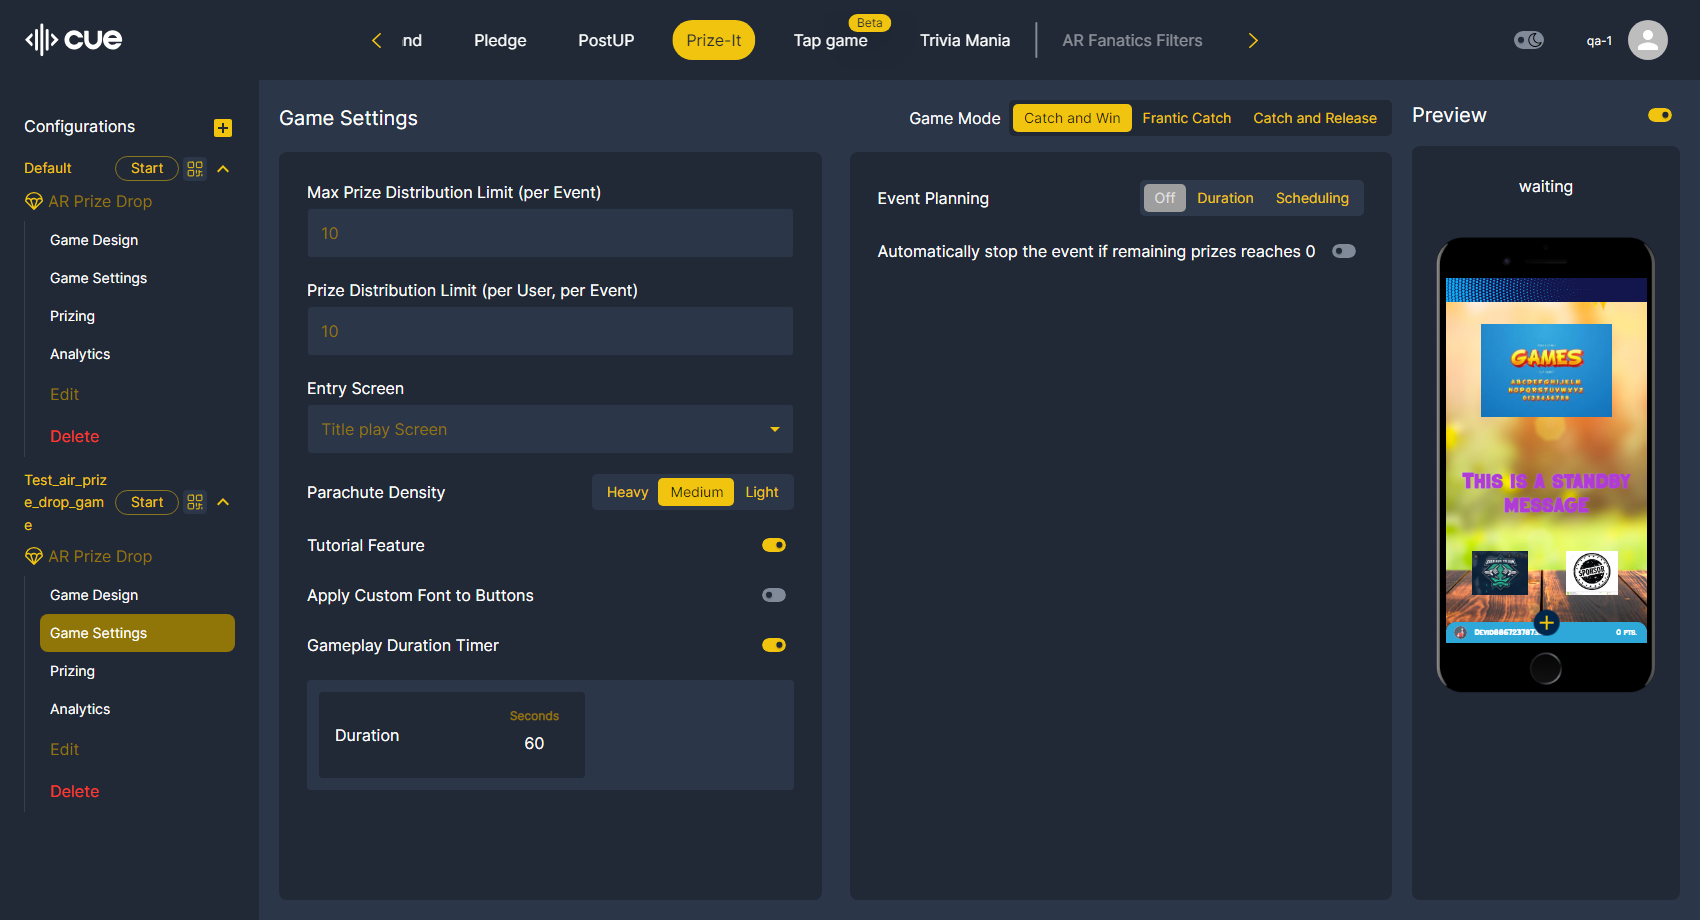 cue
nd
Pledge
PostUP
Prize-It
Beta
Tap game
Trivia Mania
AR Fanatics Filters
qa-1
Configurations
Default
Start
AR Prize Drop
Game Design
Game Settings
Prizing
Analytics
Edit
Delete
Test_air_priz
e_drop_gam
e
Start
AR Prize Drop
Game Design
Game Settings
Prizing
Analytics
Edit
Delete
Game Settings
Game Mode
Catch and Win
Frantic Catch
Catch and Release
Max Prize Distribution Limit (per Event)
10
Prize Distribution Limit (per User, per Event)
10
Entry Screen
Title play Screen
Parachute Density
Heavy
Medium
Light
Tutorial Feature
Apply Custom Font to Buttons
Gameplay Duration Timer
Duration
Seconds
60
Event Planning
Off
Duration
Scheduling
Automatically stop the event if remaining prizes reaches 0
Preview
waiting
GAMES
ABCDEFGHIJKLM
NOPQRSTUVWXYZ
0123456789
THIS IS A STANDBY
MESSAGE
SPONSOR
0 PTS.